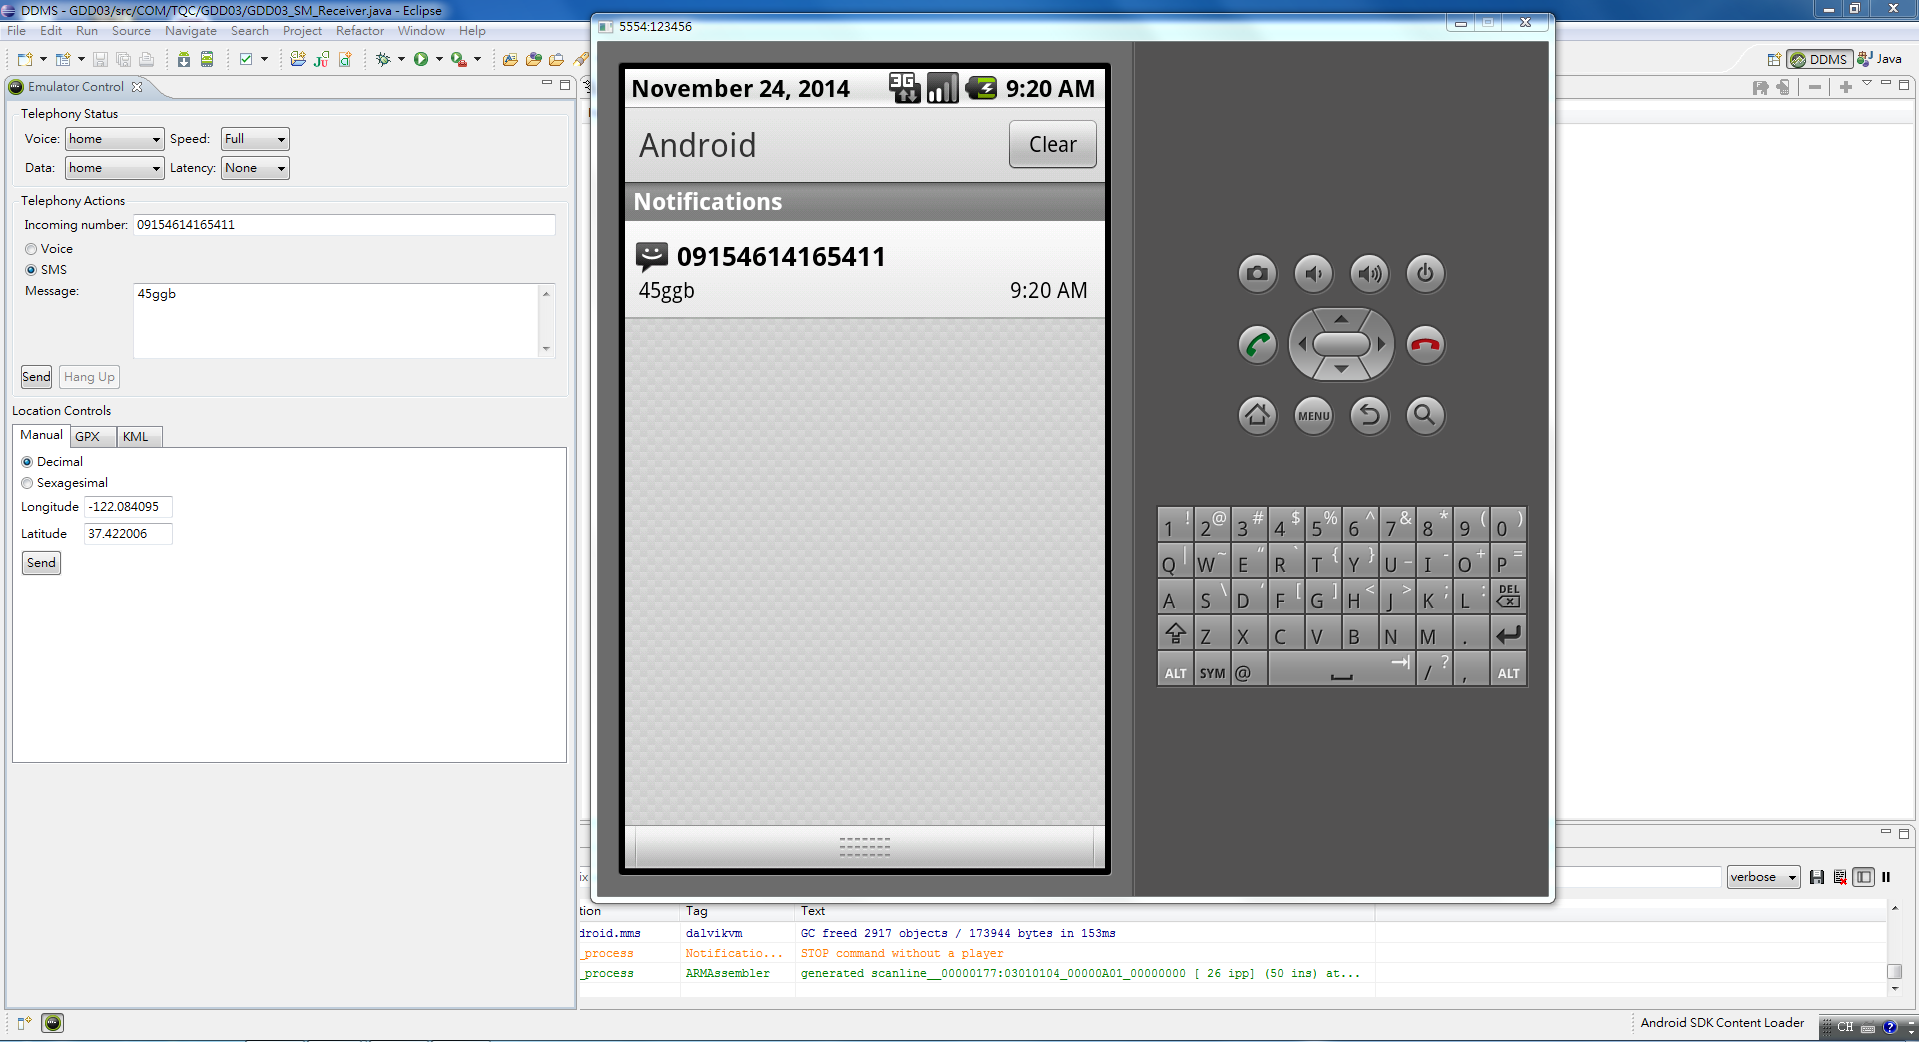 DDMS - GDD03/src/COM/TQC/GDD03/GDD03_SM_Receiver.java - Eclipse
File Edit Run Source Navigate Search Project Refactor Window Help
DDMS Java
Emulator Control
Telephony Status
Voice: home Speed: Full
Data: home Latency: None
Telephony Actions
Incoming number: 09154614165411
Voice
SMS
Message: 45ggb
Send Hang Up
Location Controls
Manual GPX KML
Decimal
Sexagesimal
Longitude -122.084095
Latitude 37.422006
Send
5554:123456
November 24, 2014 3G 9:20 AM
Android Clear
Notifications
09154614165411
45ggb 9:20 AM
MENU
1 ! 2 @ 3 # 4 $ 5 % 6 ^ 7 & 8 * 9 ( 0 )
Q | W ~ E “ R ` T { Y } U _ I - O + P =
A S \ D ' F [ G ] H < J > K ; L : DEL
Z X C V B N M .
ALT SYM @ / ? , ALT
ix verbose
tion Tag Text
droid.mms dalvikvm GC freed 2917 objects / 173944 bytes in 153ms
_process Notificatio... STOP command without a player
_process ARMAssembler generated scanline__00000177:03010104_00000A01_00000000 [ 26 ipp] (50 ins) at...
Android SDK Content Loader
CH